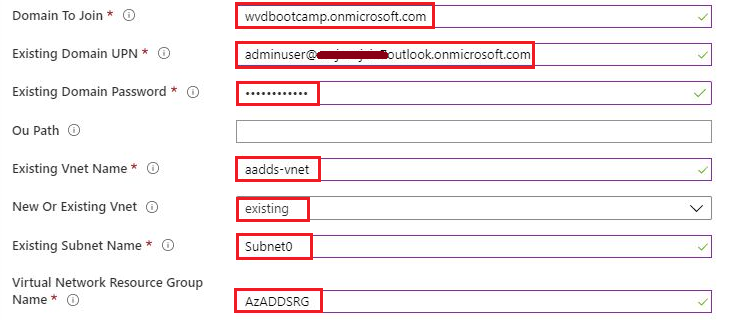 Domain To Join * wvdbootcamp.onmicrosoft.com
Existing Domain UPN * adminuser@ outlook.onmicrosoft.com
Existing Domain Password * ••••••••••••
Ou Path
Existing Vnet Name * aadds-vnet
New Or Existing Vnet existing
Existing Subnet Name * Subnet0
Virtual Network Resource Group
Name * AzADDSRG